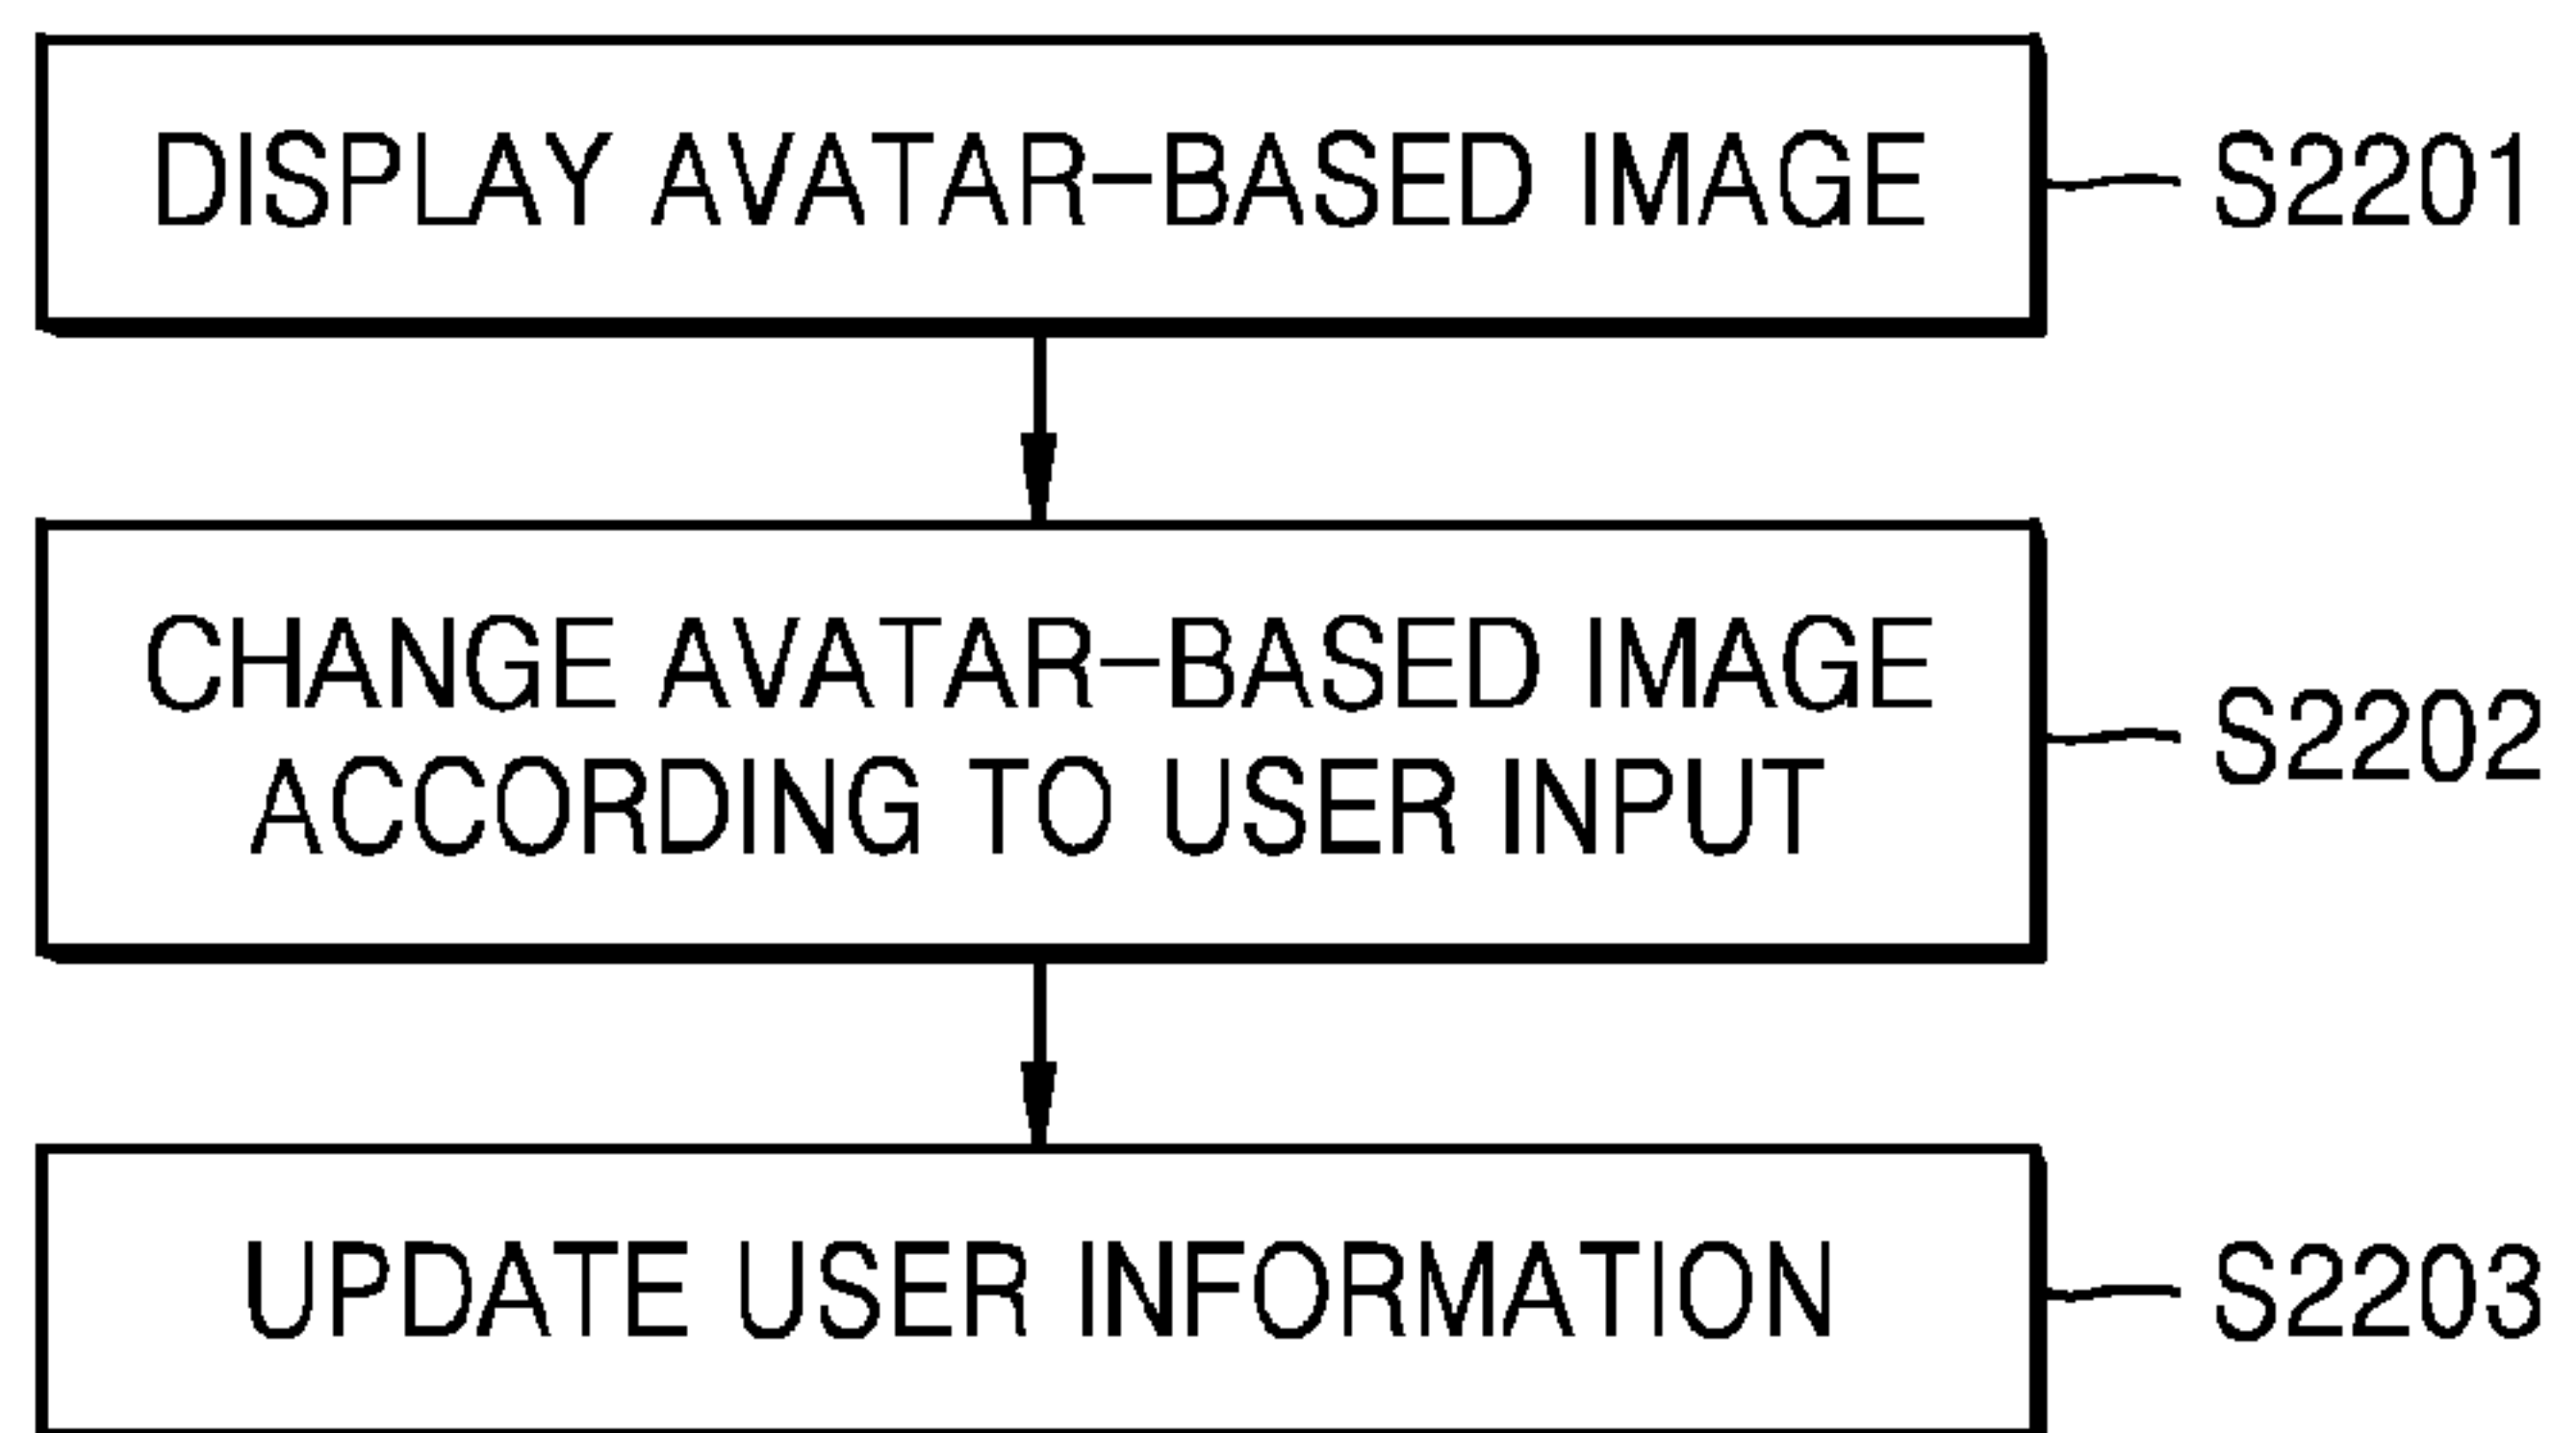 DISPLAY AVATAR-BASED IMAGE S2201
CHANGE AVATAR-BASED IMAGE
ACCORDING TO USER INPUT
S2202
UPDATE USER INFORMATION S2203